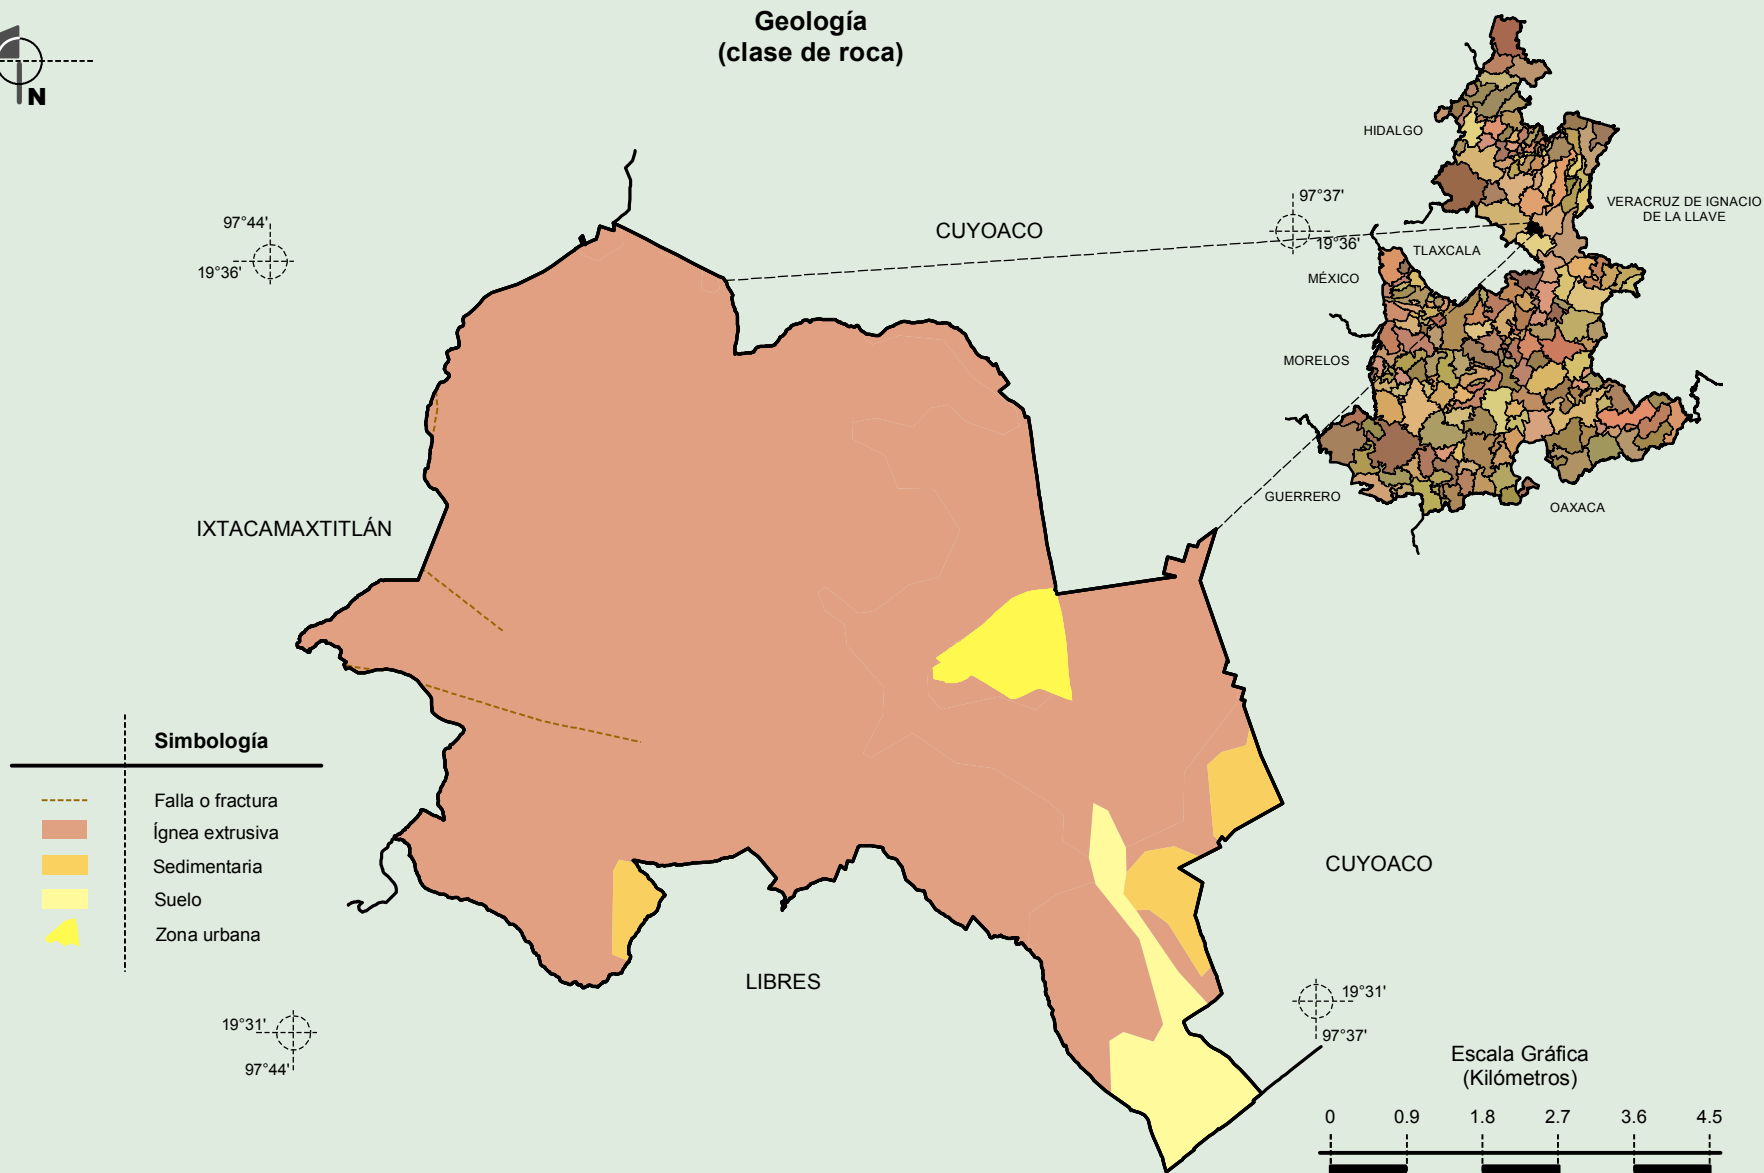 Geología
(clase de roca)
N
HIDALGO
VERACRUZ DE IGNACIO
DE LA LLAVE
TLAXCALA
MÉXICO
MORELOS
GUERRERO
OAXACA
97°44'
19°36'
CUYOACO
97°37'
19°36'
IXTACAMAXTITLÁN
CUYOACO
LIBRES
Simbología
Falla o fractura
Ígnea extrusiva
Sedimentaria
Suelo
Zona urbana
19°31'
97°44'
19°31'
97°37'
Escala Gráfica
(Kilómetros)
0 0.9 1.8 2.7 3.6 4.5